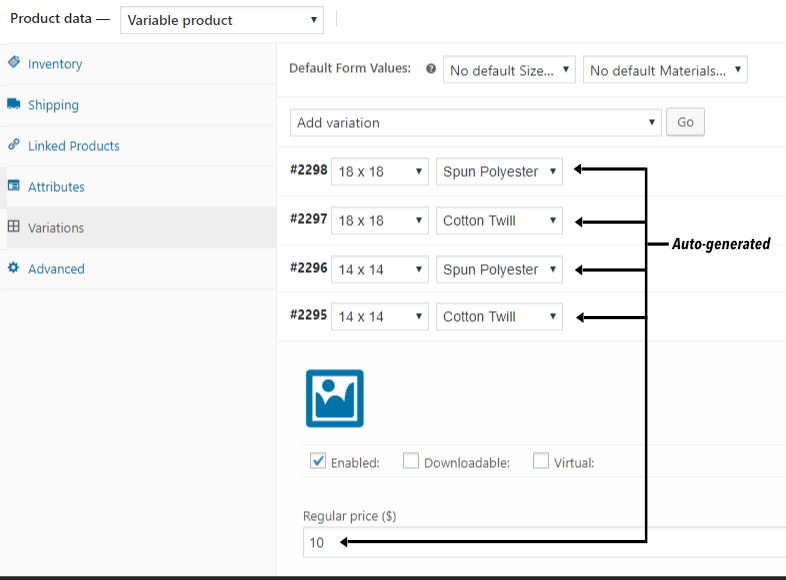 Product data — Variable product
Inventory
Shipping
Linked Products
Attributes
Variations
Advanced
Default Form Values: ? No default Size... No default Materials...
Add variation Go
#2298 18 x 18 Spun Polyester
#2297 18 x 18 Cotton Twill
Auto-generated
#2296 14 x 14 Spun Polyester
#2295 14 x 14 Cotton Twill
Enabled: Downloadable: Virtual:
Regular price ($)
10